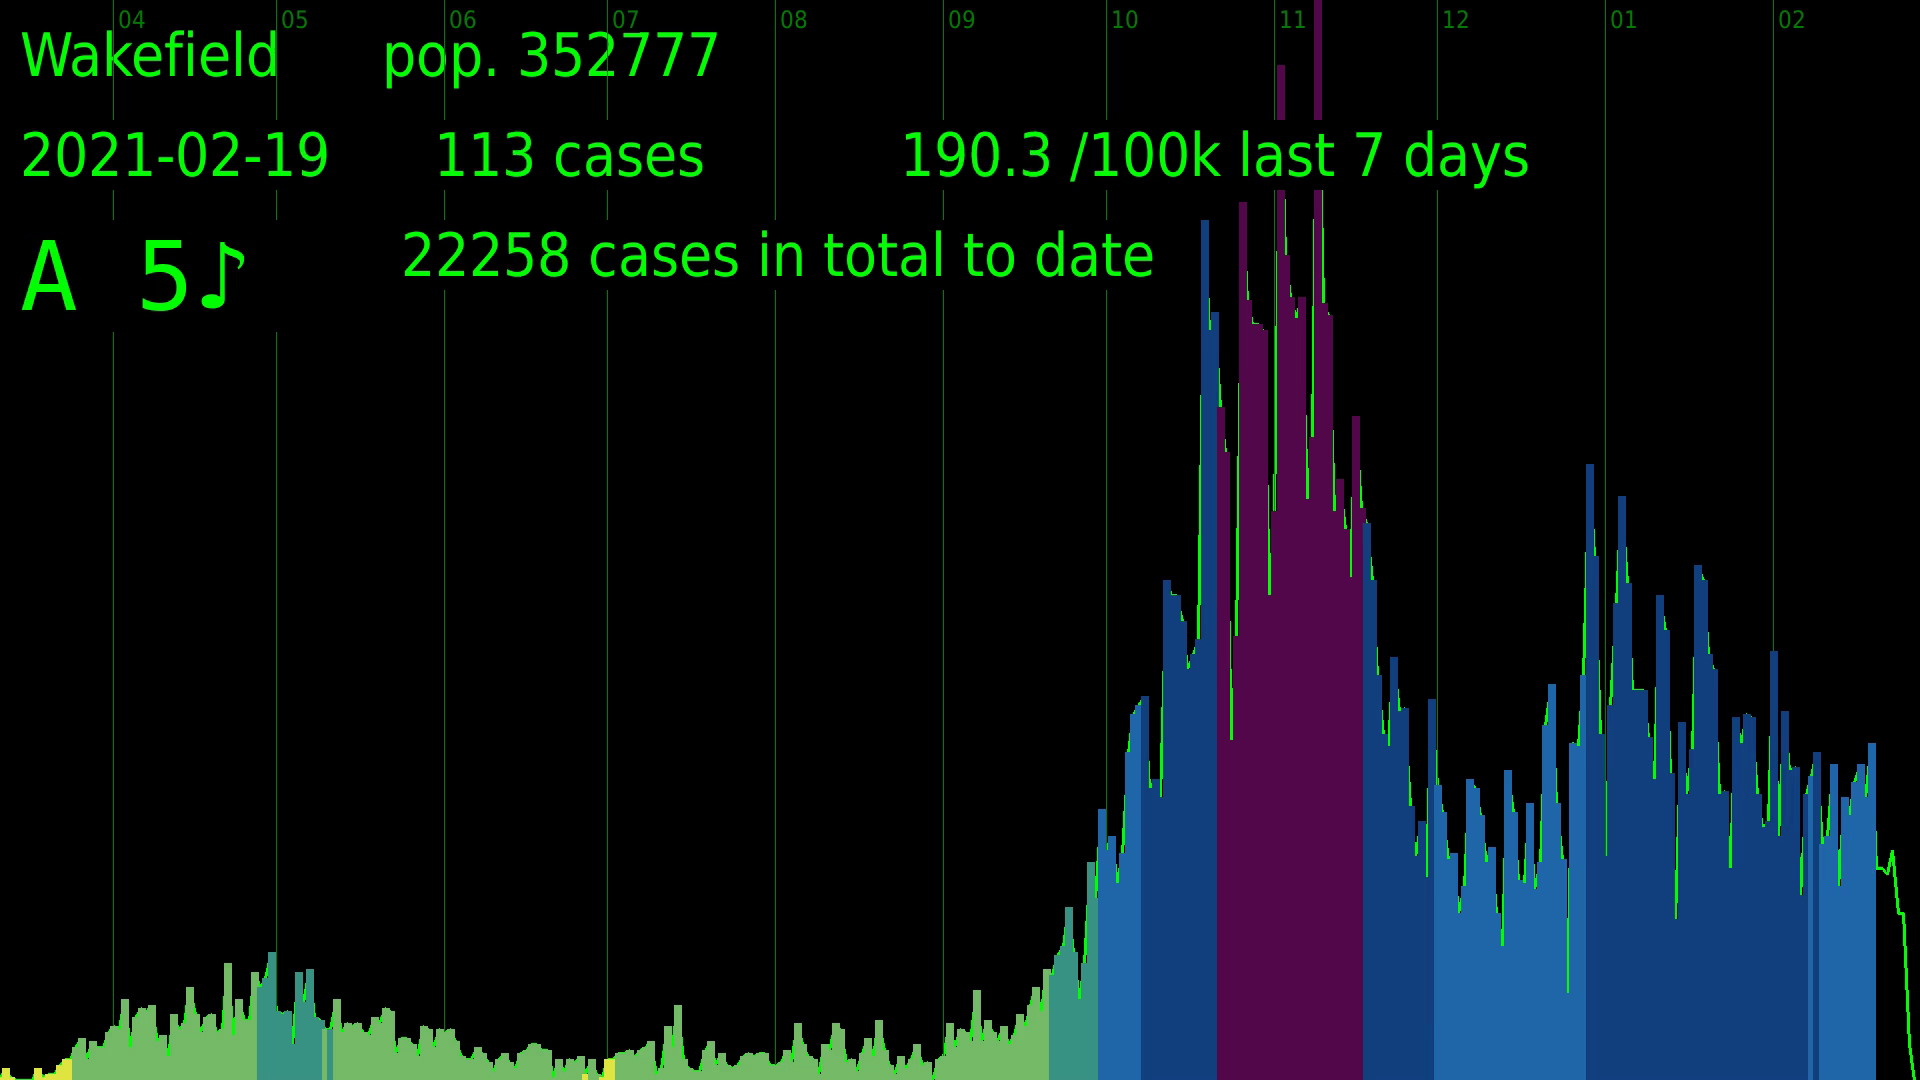 04 05 06 07 08 09 10 11 12 01 02
Wakefield pop. 352777
2021-02-19 113 cases 190.3 /100k last 7 days
A 5♪ 22258 cases in total to date